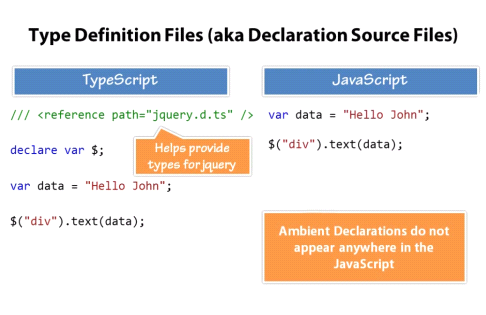 Type Definition Files (aka Declaration Source Files)
TypeScript
/// <reference path="jquery.d.ts" />
declare var $;
Helps provide
types for jquery
var data = "Hello John";
$("div").text(data);
JavaScript
var data = "Hello John";
$("div").text(data);
Ambient Declarations do not
appear anywhere in the
JavaScript